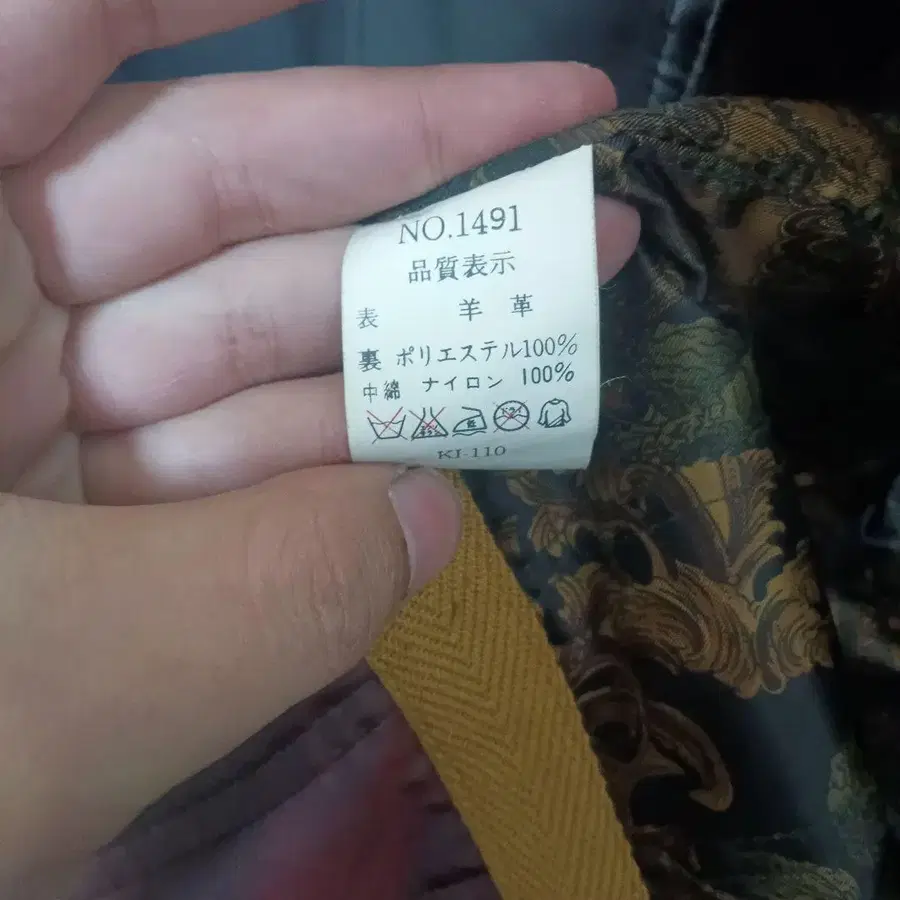 NO.1491
品質表示
表 羊革
裏 ポリエステル100%
中綿 ナイロン 100%
KI-110